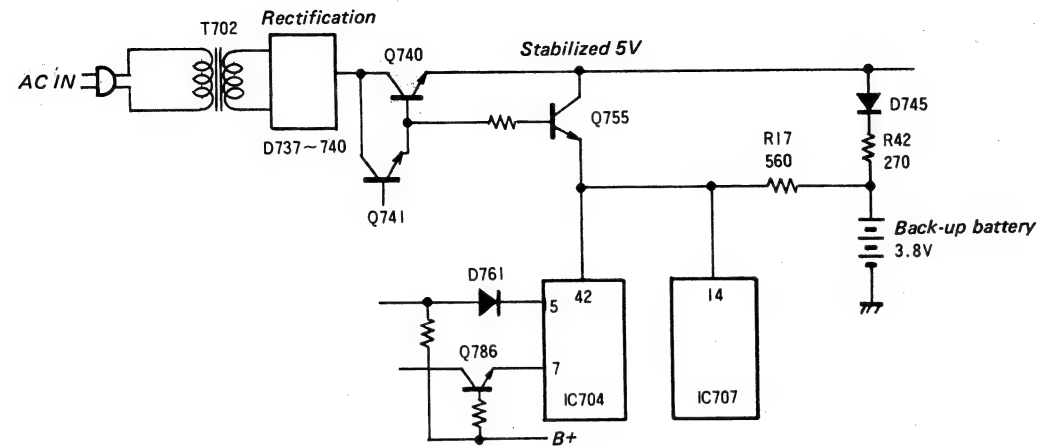 T702
Rectification
Q740
Stabilized 5V
AC IN
D745
Q755
R17
560
R42
270
D737~740
Q741
Back-up battery
3.8V
D761
5
42
14
Q786
7
IC704
IC707
B+